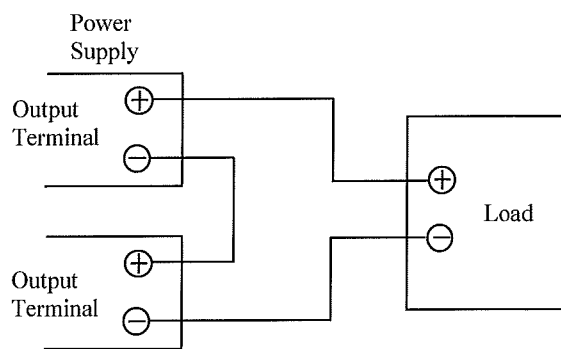 Power
Supply
Output
Terminal
+
−
Load
+
−
Output
Terminal
+
−